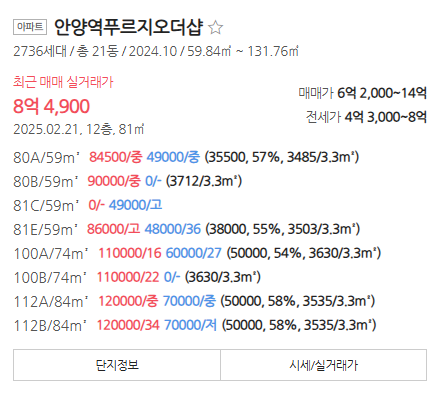 아파트 안양역푸르지오더샵 ☆
2736세대 / 총 21동 / 2024.10 / 59.84㎡ ~ 131.76㎡
최근 매매 실거래가
8억 4,900
2025.02.21, 12층, 81㎡
매매가 6억 2,000~14억
전세가 4억 3,000~8억
80A/59㎡ 84500/중 49000/중 (35500, 57%, 3485/3.3㎡)
80B/59㎡ 90000/중 0/- (3712/3.3㎡)
81C/59㎡ 0/- 49000/고
81E/59㎡ 86000/고 48000/36 (38000, 55%, 3503/3.3㎡)
100A/74㎡ 110000/16 60000/27 (50000, 54%, 3630/3.3㎡)
100B/74㎡ 110000/22 0/- (3630/3.3㎡)
112A/84㎡ 120000/중 70000/중 (50000, 58%, 3535/3.3㎡)
112B/84㎡ 120000/34 70000/저 (50000, 58%, 3535/3.3㎡)
단지정보 시세/실거래가